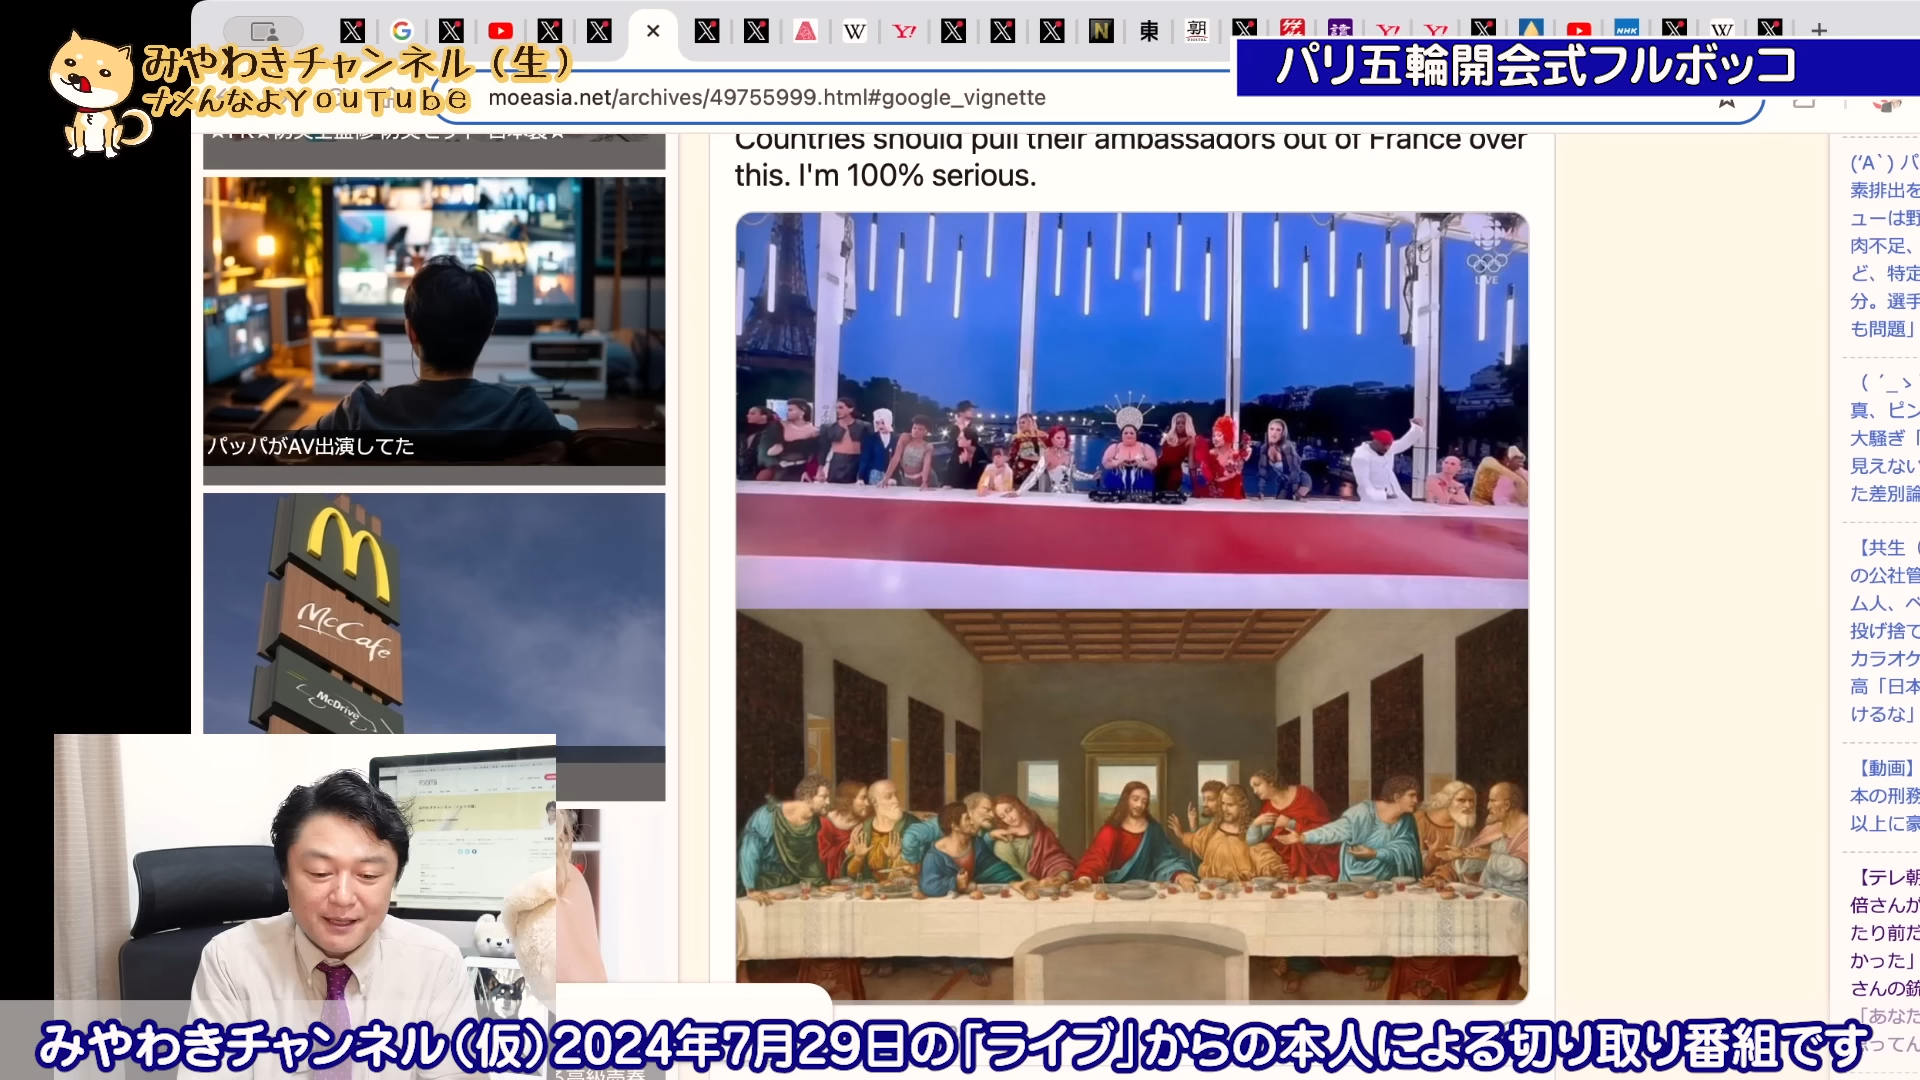 みやわきチャンネル(生)
ナメんなよYouTube
パリ五輪開会式フルボッコ
moeasia.net/archives/49755999.html#google_vignette
Countries should pull their ambassadors out of France over
this. I'm 100% serious.
LIVE
パッパがAV出演してた
McCafe
McDrive
('A`) パ
素排出を
ューは野
肉不足、
ど、特定
分。選手
も問題」
真、ピン
大騒ぎ「
見えない
た差別論
【共生
の公社管
ム人、ベ
投げ捨て
カラオケ
高「日本
けるな」
【動画】
本の刑務
以上に豪
【テレ朝
倍さんが
たり前だ
かった」
さんの銃
「あなた
みやわきチャンネル(仮)2024年7月29日の「ライブ」からの本人による切り取り番組です